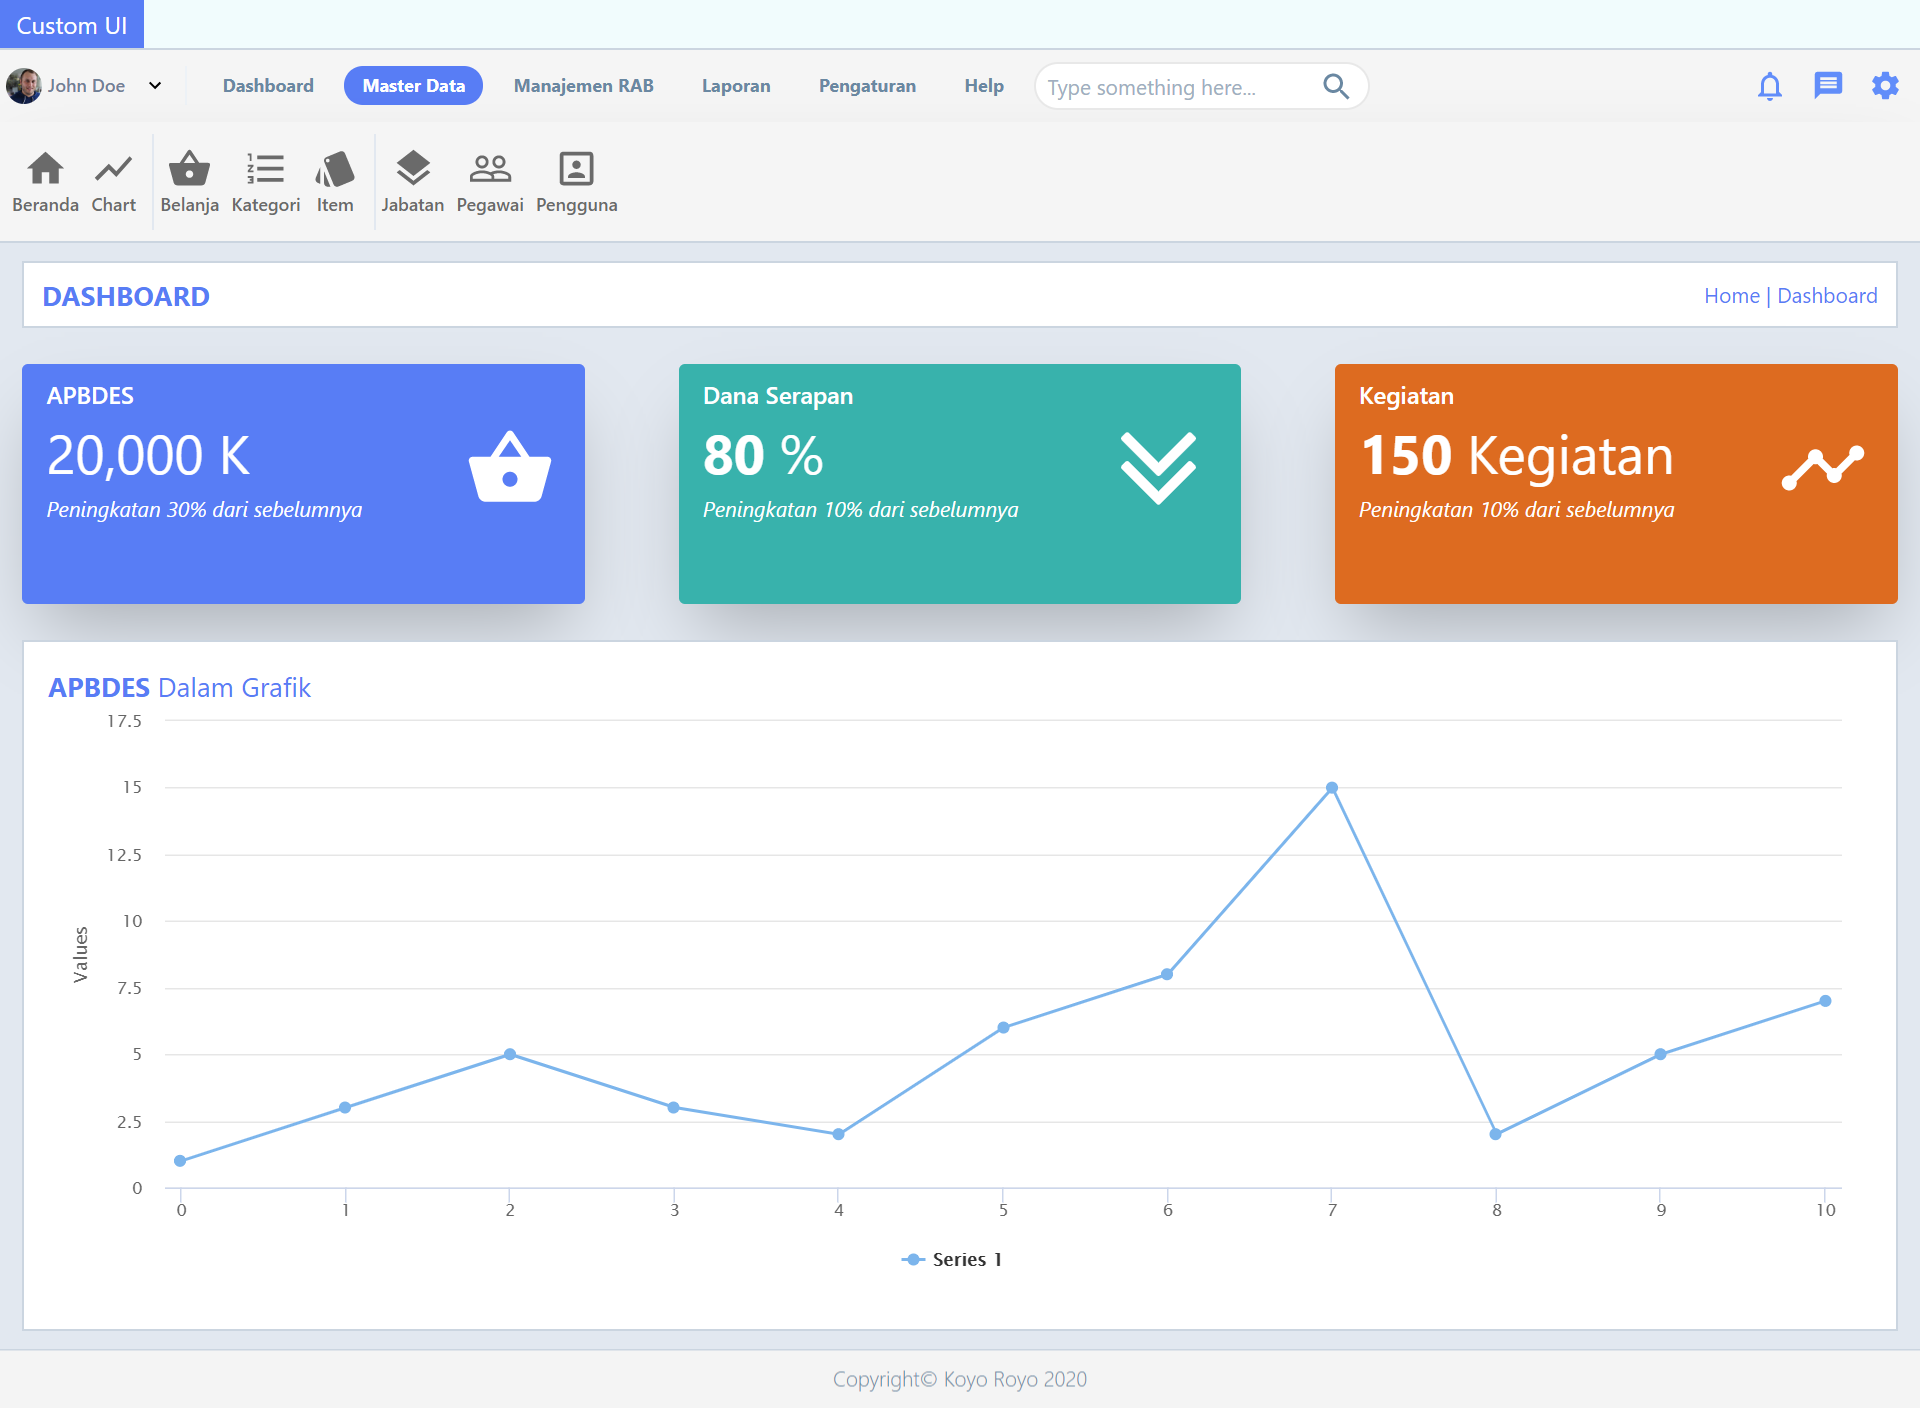 Custom UI
John Doe Dashboard Master Data Manajemen RAB Laporan Pengaturan Help Type something here...
Beranda Chart Belanja Kategori Item Jabatan Pegawai Pengguna
DASHBOARD Home | Dashboard
APBDES
20,000 K
Peningkatan 30% dari sebelumnya
Dana Serapan
80 %
Peningkatan 10% dari sebelumnya
Kegiatan
150 Kegiatan
Peningkatan 10% dari sebelumnya
APBDES Dalam Grafik
17.5
15
12.5
10
7.5
5
2.5
0
Values
0 1 2 3 4 5 6 7 8 9 10
Series 1
Copyright© Koyo Royo 2020